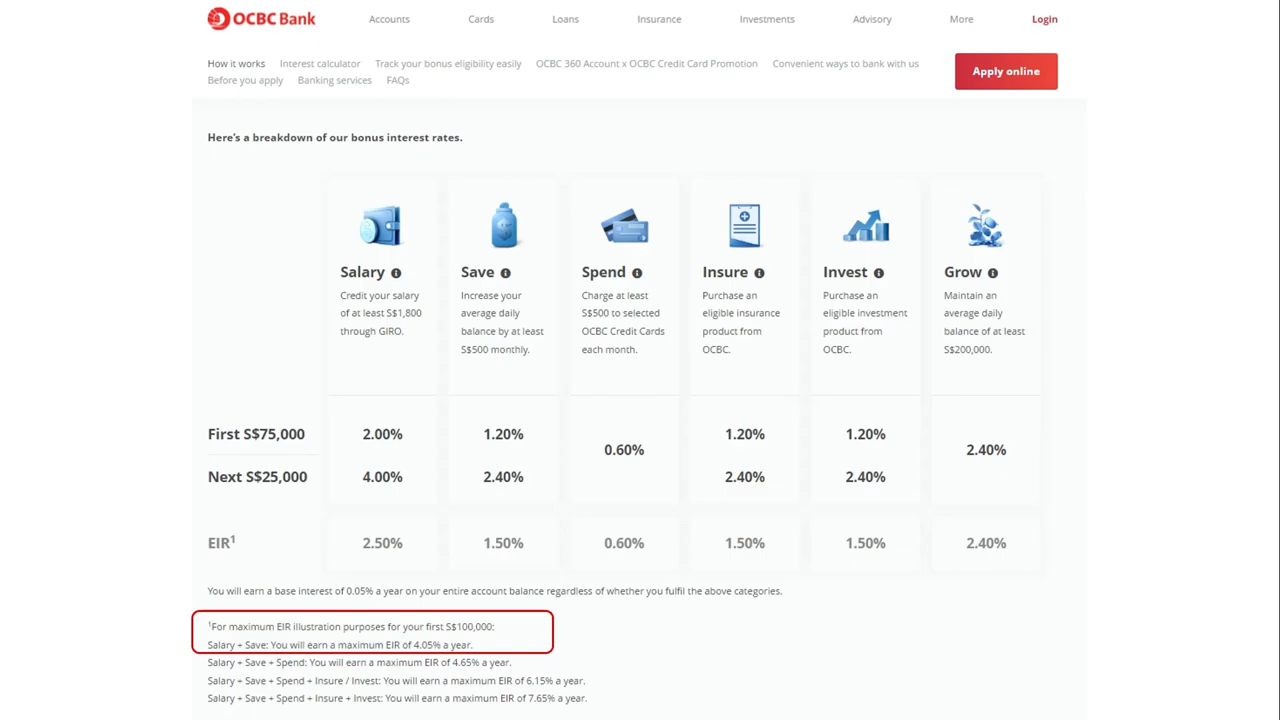 OCBC Bank
Accounts
Cards
Loans
Insurance
Investments
Advisory
More
Login
How it works
Interest calculator
Track your bonus eligibility easily
OCBC 360 Account x OCBC Credit Card Promotion
Convenient ways to bank with us
Before you apply
Banking services
FAQs
Apply online
Here's a breakdown of our bonus interest rates.
Salary
Credit your salary
of at least S$1,800
through GIRO.
Save
Increase your
average daily
balance by at least
S$500 monthly.
Spend
Charge at least
S$500 to selected
OCBC Credit Cards
each month.
Insure
Purchase an
eligible insurance
product from
OCBC.
Invest
Purchase an
eligible investment
product from
OCBC.
Grow
Maintain an
average daily
balance of at least
S$200,000.
First S$75,000
2.00%
1.20%
0.60%
1.20%
1.20%
2.40%
Next S$25,000
4.00%
2.40%
2.40%
2.40%
EIR¹
2.50%
1.50%
0.60%
1.50%
1.50%
2.40%
You will earn a base interest of 0.05% a year on your entire account balance regardless of whether you fulfil the above categories.
¹For maximum EIR illustration purposes for your first S$100,000:
Salary + Save: You will earn a maximum EIR of 4.05% a year.
Salary + Save + Spend: You will earn a maximum EIR of 4.65% a year.
Salary + Save + Spend + Insure / Invest: You will earn a maximum EIR of 6.15% a year.
Salary + Save + Spend + Insure + Invest: You will earn a maximum EIR of 7.65% a year.